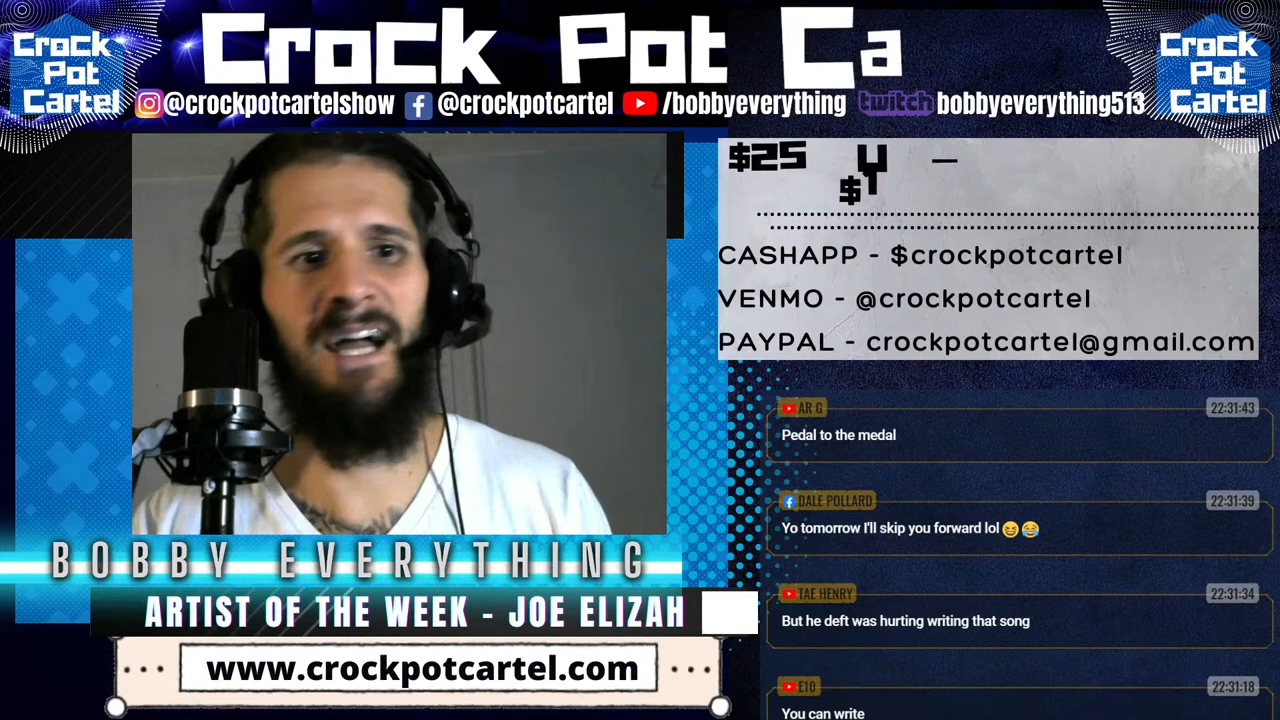 Crock Pot Ca
Crock
Pot
Cartel
Crock
Pot
Cartel
@crockpotcartelshow @crockpotcartel /bobbyeverything twitch bobbyeverything513
$25
$1
CASHAPP - $crockpotcartel
VENMO - @crockpotcartel
PAYPAL - crockpotcartel@gmail.com
AR G 22:31:43
Pedal to the medal
DALE POLLARD 22:31:39
Yo tomorrow I'll skip you forward lol 😆😂
TAE HENRY 22:31:34
But he deft was hurting writing that song
E10 22:31:18
You can write
BOBBY EVERYTHING
ARTIST OF THE WEEK - JOE ELIZAH
www.crockpotcartel.com